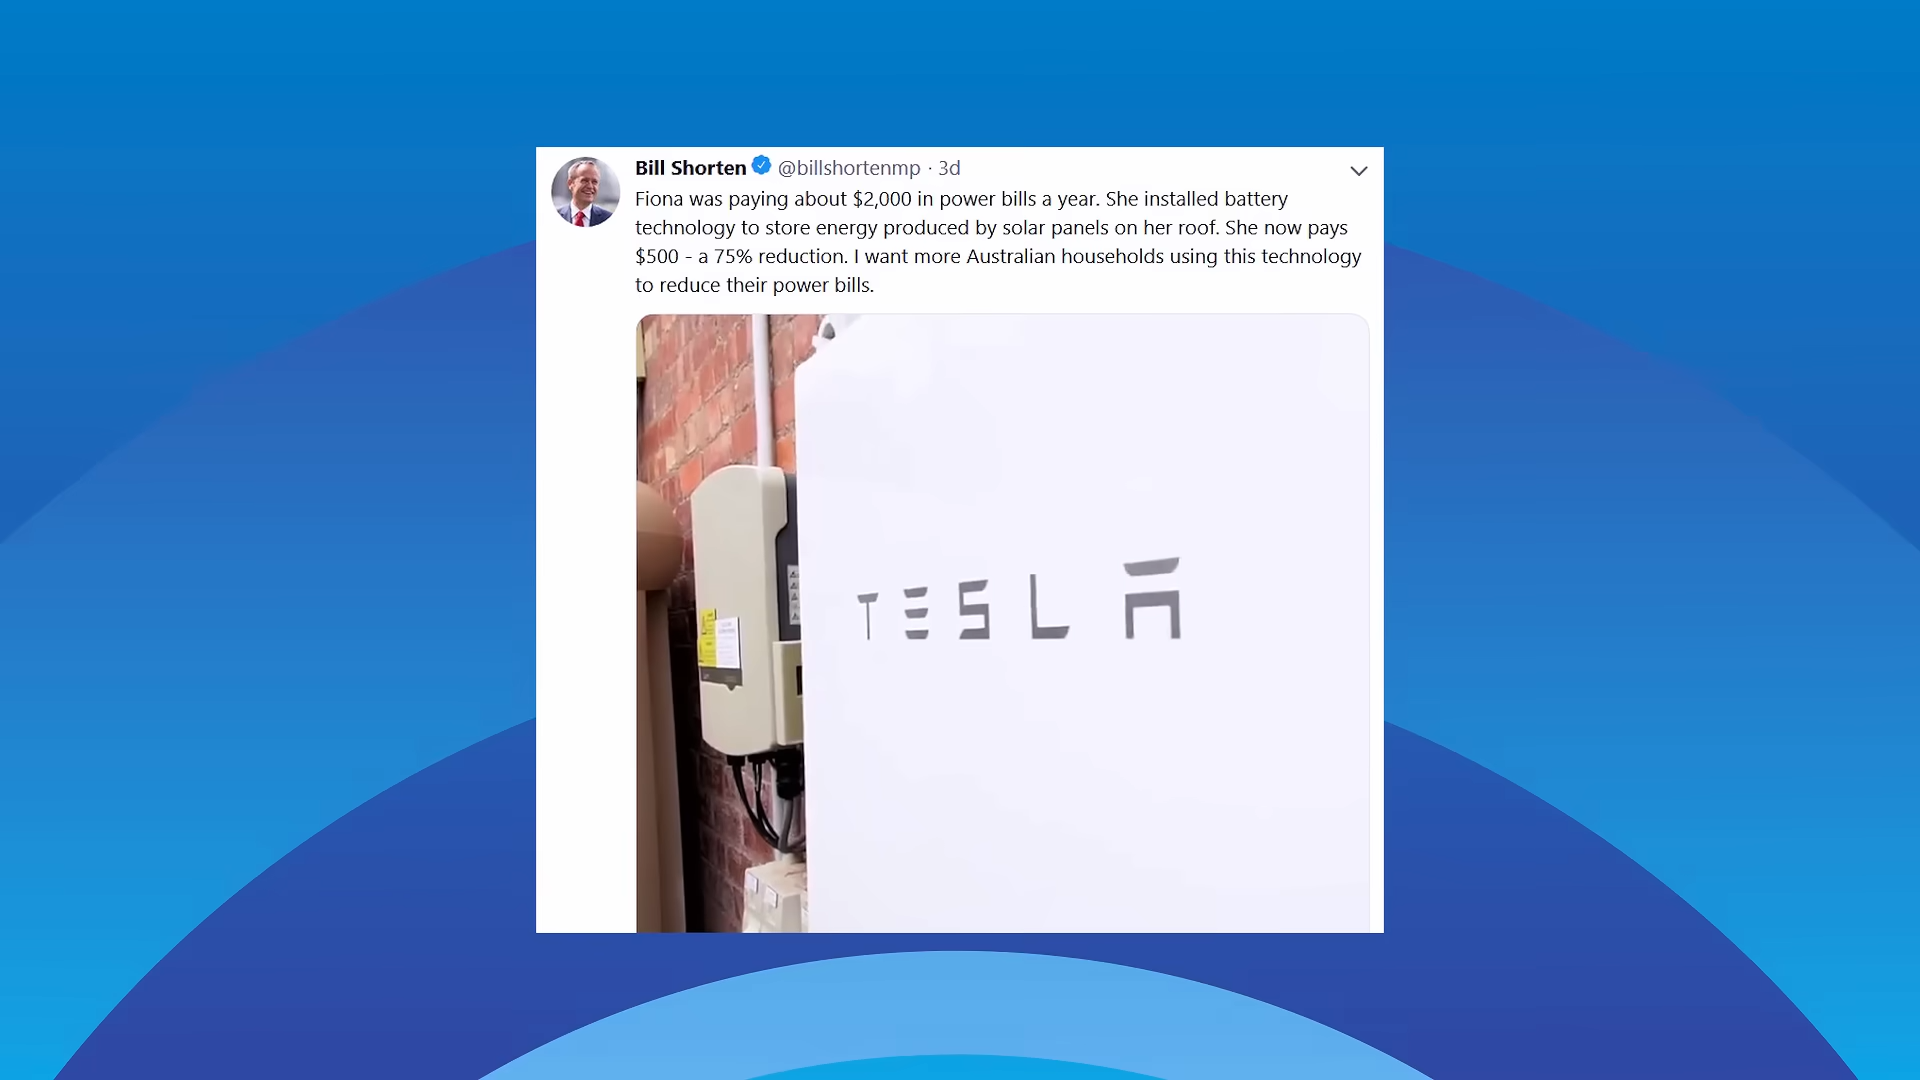 Bill Shorten @billshortenmp · 3d
Fiona was paying about $2,000 in power bills a year. She installed battery
technology to store energy produced by solar panels on her roof. She now pays
$500 - a 75% reduction. I want more Australian households using this technology
to reduce their power bills.
TESLA